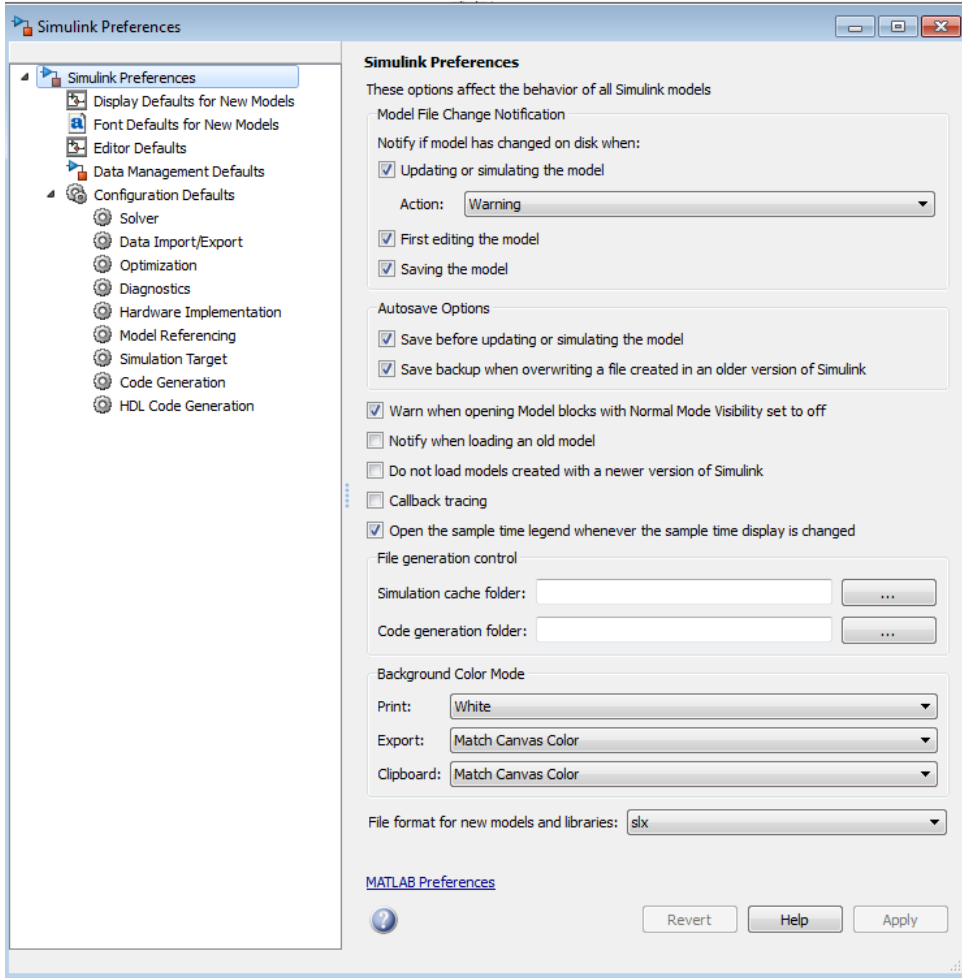 Simulink Preferences
Simulink Preferences
Display Defaults for New Models
Font Defaults for New Models
Editor Defaults
Data Management Defaults
Configuration Defaults
Solver
Data Import/Export
Optimization
Diagnostics
Hardware Implementation
Model Referencing
Simulation Target
Code Generation
HDL Code Generation
Simulink Preferences
These options affect the behavior of all Simulink models
Model File Change Notification
Notify if model has changed on disk when:
Updating or simulating the model
Action: Warning
First editing the model
Saving the model
Autosave Options
Save before updating or simulating the model
Save backup when overwriting a file created in an older version of Simulink
Warn when opening Model blocks with Normal Mode Visibility set to off
Notify when loading an old model
Do not load models created with a newer version of Simulink
Callback tracing
Open the sample time legend whenever the sample time display is changed
File generation control
Simulation cache folder: ...
Code generation folder: ...
Background Color Mode
Print: White
Export: Match Canvas Color
Clipboard: Match Canvas Color
File format for new models and libraries: slx
MATLAB Preferences
Revert Help Apply